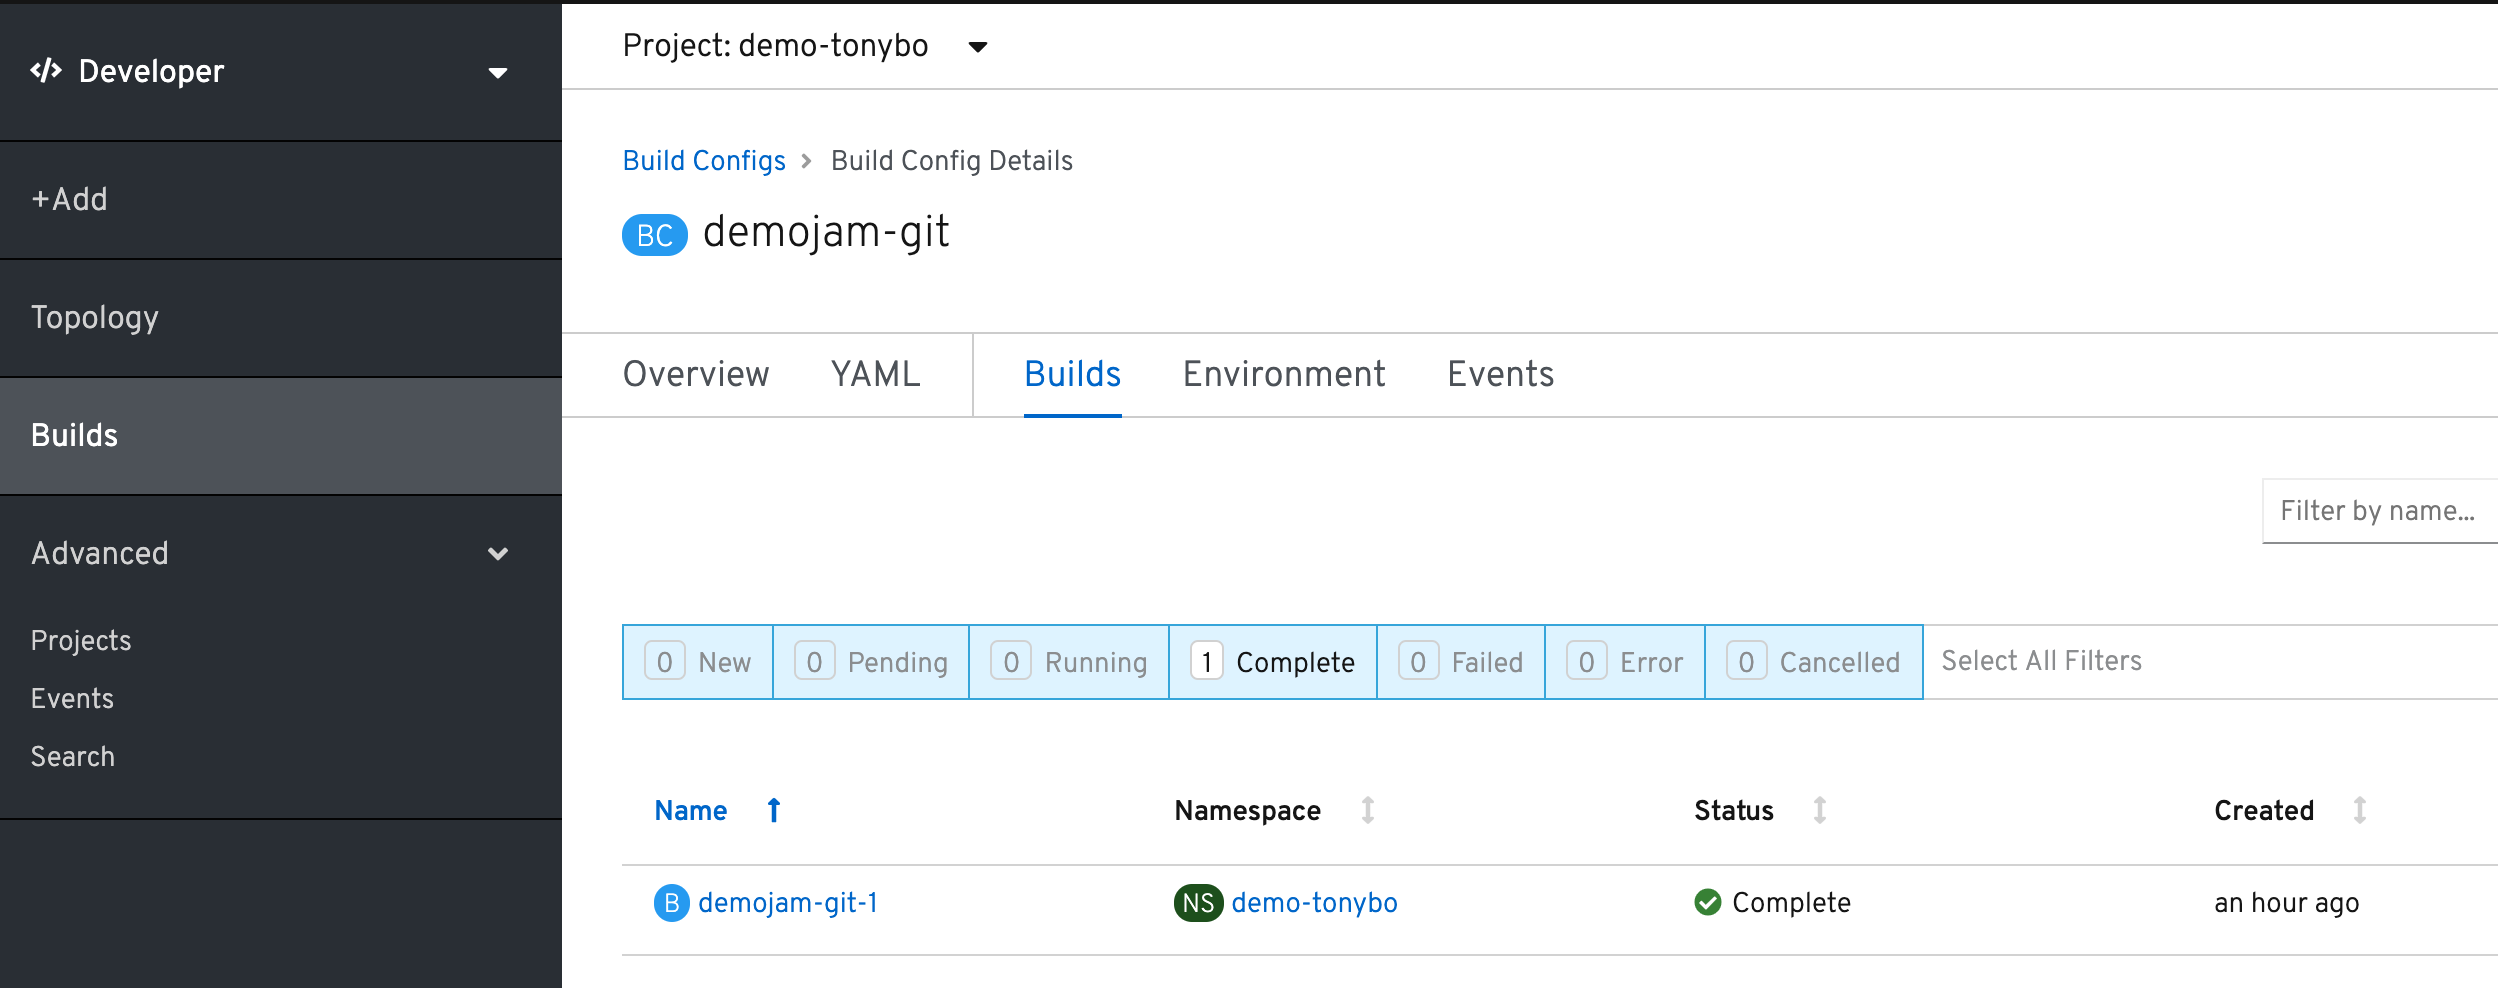 Developer
+Add
Topology
Builds
Advanced
Projects
Events
Search
Project: demo-tonybo
Build Configs > Build Config Details
BC demojam-git
Overview YAML Builds Environment Events
Filter by name...
0 New 0 Pending 0 Running 1 Complete 0 Failed 0 Error 0 Cancelled Select All Filters
Name Namespace Status Created
B demojam-git-1 NS demo-tonybo Complete an hour ago